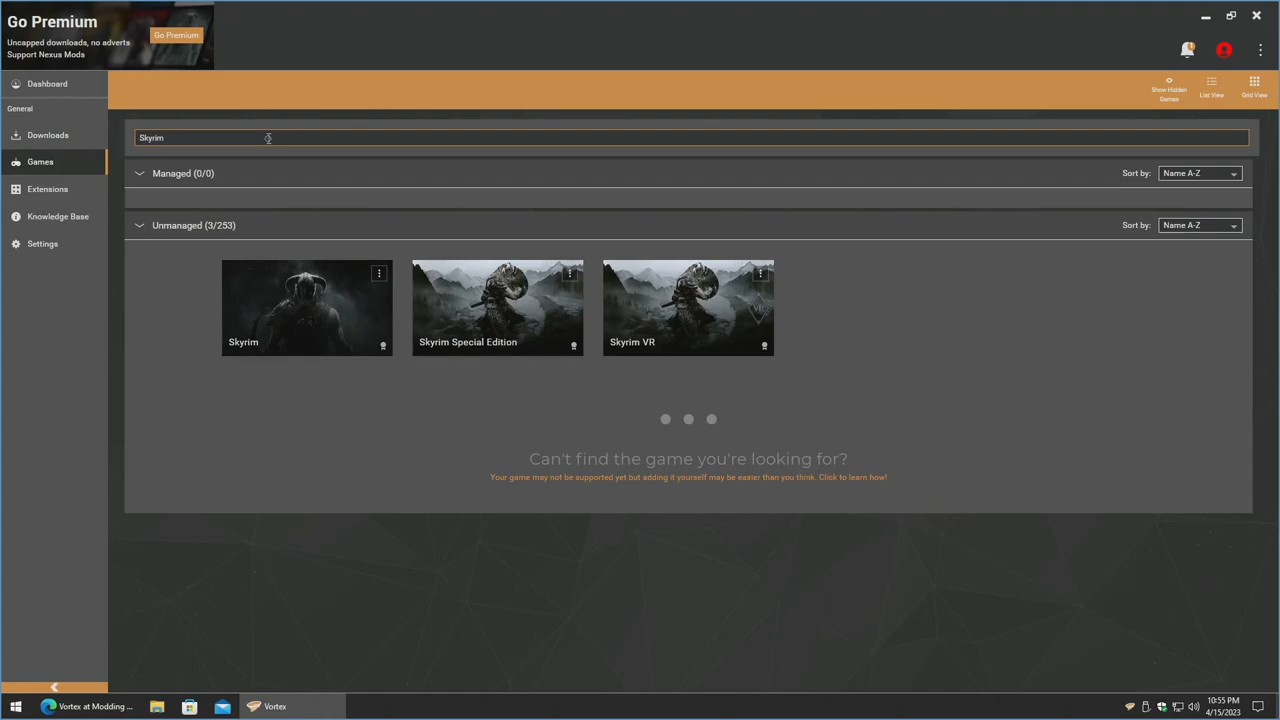 Go Premium
Uncapped downloads, no adverts
Support Nexus Mods
Go Premium
1
Dashboard
General
Downloads
Games
Extensions
Knowledge Base
Settings
Show Hidden
Games
List View
Grid View
Skyrim
Managed (0/0)
Sort by:
Name A-Z
Unmanaged (3/253)
Sort by:
Name A-Z
Skyrim
Skyrim Special Edition
VR
Skyrim VR
Can't find the game you're looking for?
Your game may not be supported yet but adding it yourself may be easier than you think. Click to learn how!
Vortex at Modding ...
Vortex
10:55 PM
4/15/2023